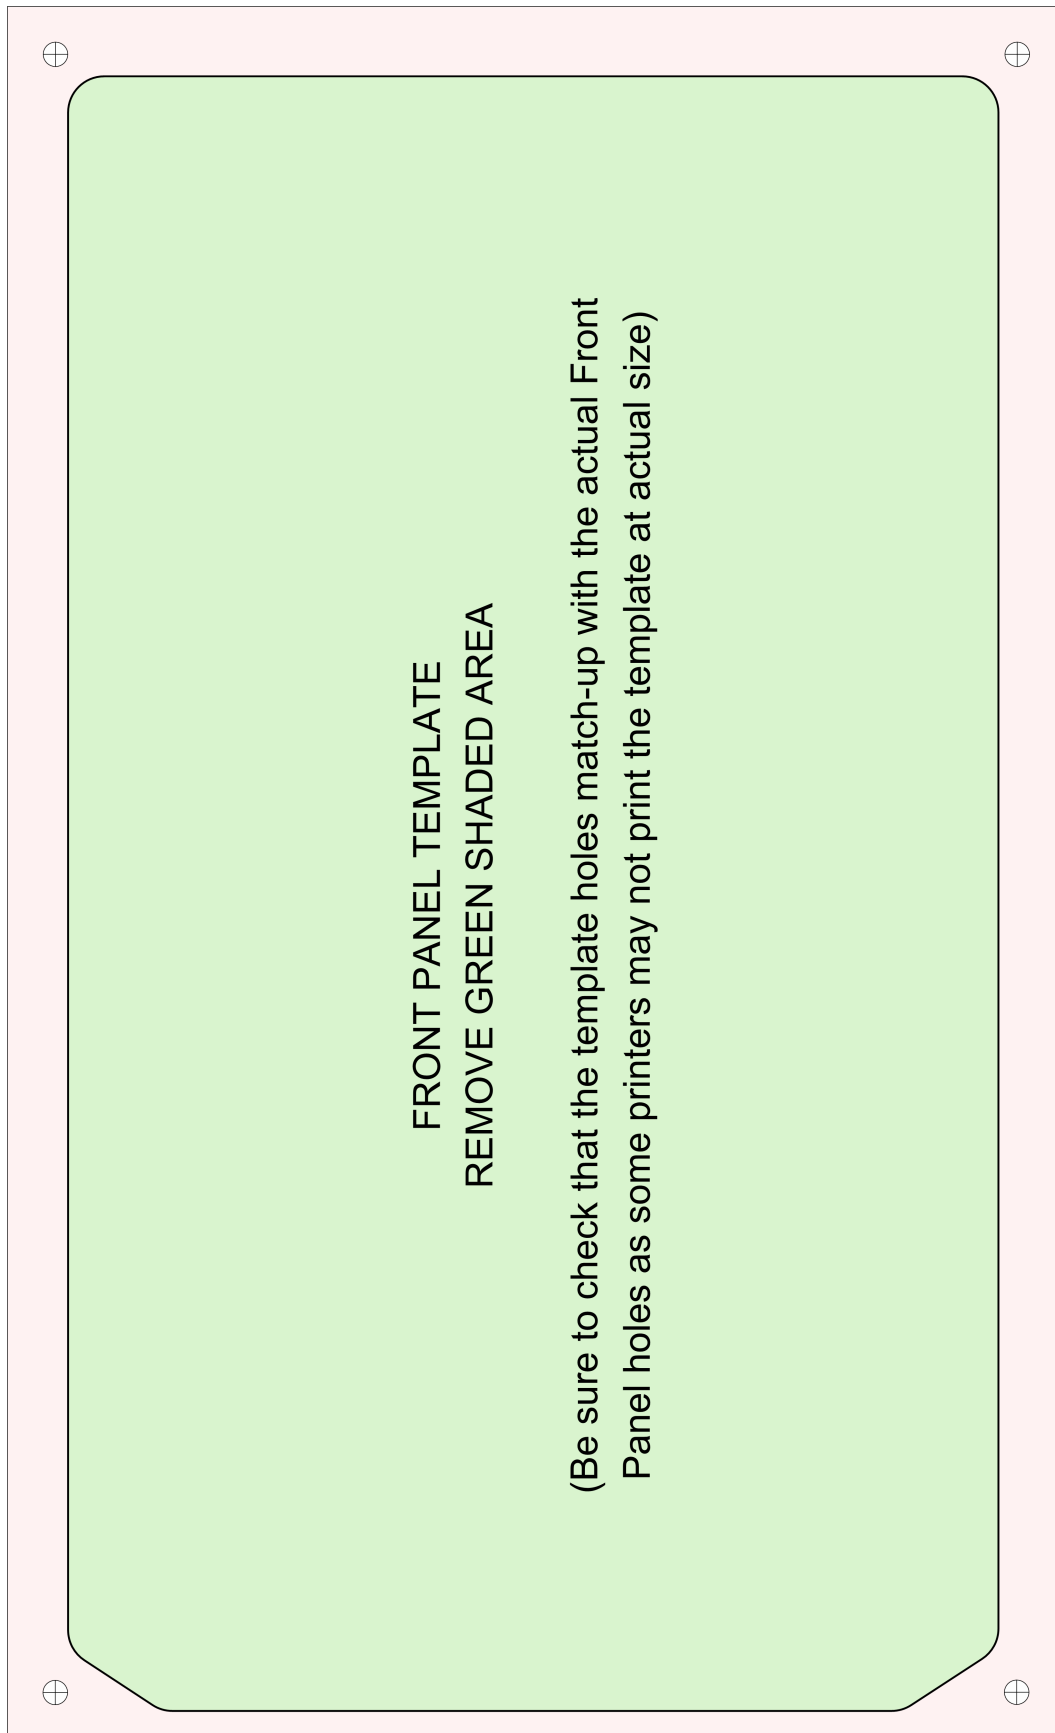 FRONT PANEL TEMPLATE
REMOVE GREEN SHADED AREA
(Be sure to check that the template holes match-up with the actual Front
Panel holes as some printers may not print the template at actual size)